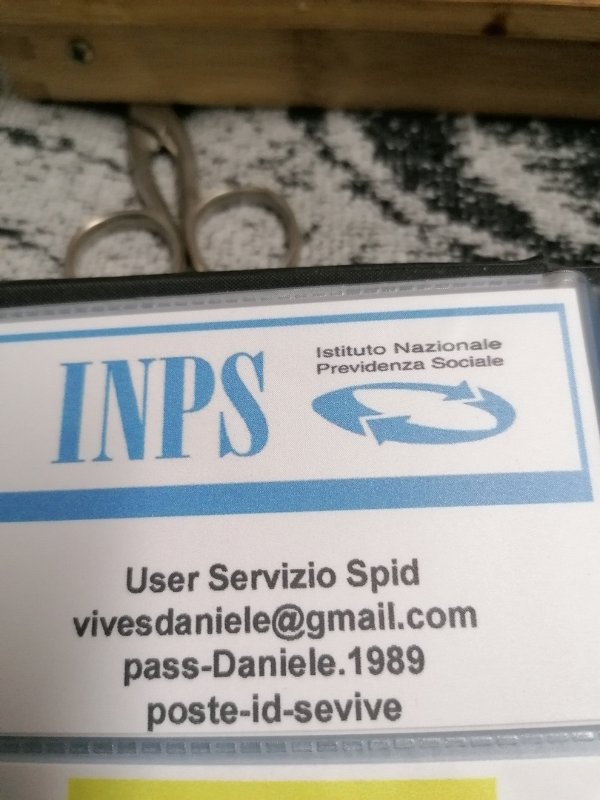 INPS
Istituto Nazionale
Previdenza Sociale
User Servizio Spid
vivesdaniele@gmail.com
pass-Daniele.1989
poste-id-sevive